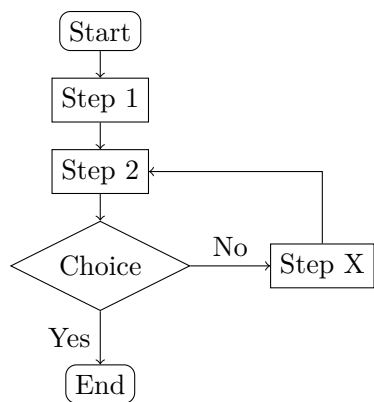 Start
Step 1
Step 2
Choice
No
Step X
Yes
End